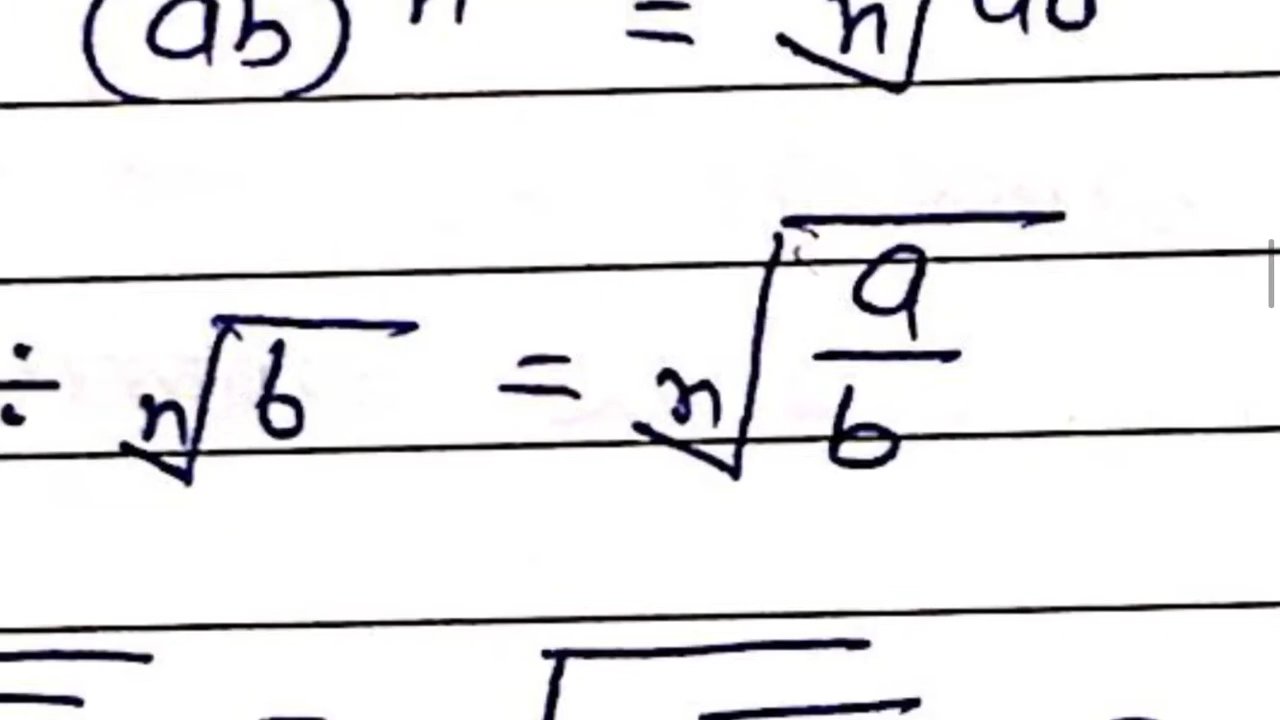 (ab) = ⁿ√ab
÷ ⁿ√b = ⁿ√(a/b)